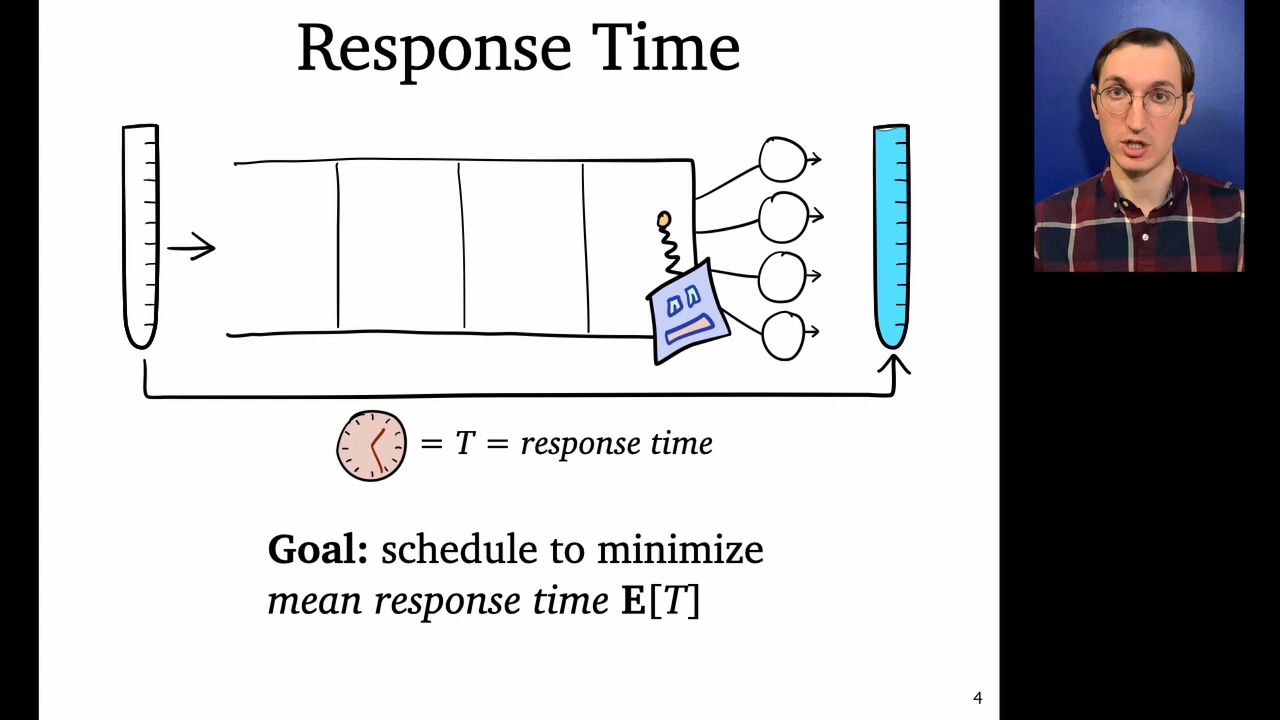 Response Time
= T = response time
Goal: schedule to minimize
mean response time E[T]
4